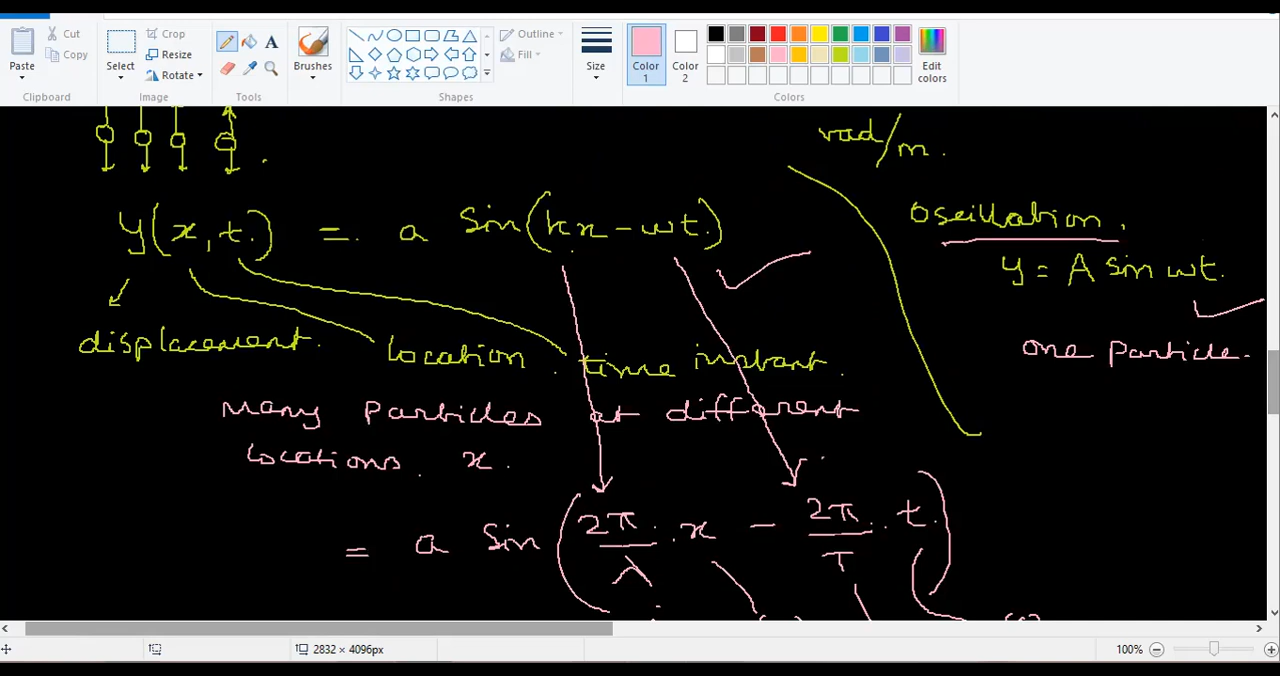 Cut
Crop
Outline
Copy
Resize
Fill
Paste
Select
Rotate
Brushes
Size
Color 1
Color 2
Edit colors
Clipboard
Image
Tools
Shapes
Colors
rad/m.
y(x, t.) = a sin(kx - wt.)
oscillation.
y = A sin wt.
displacement. location. time instant.
one particle.
many particles at different
locations. x.
= a sin(2π/λ . x - 2π/T . t.)
2832 × 4096px
100%